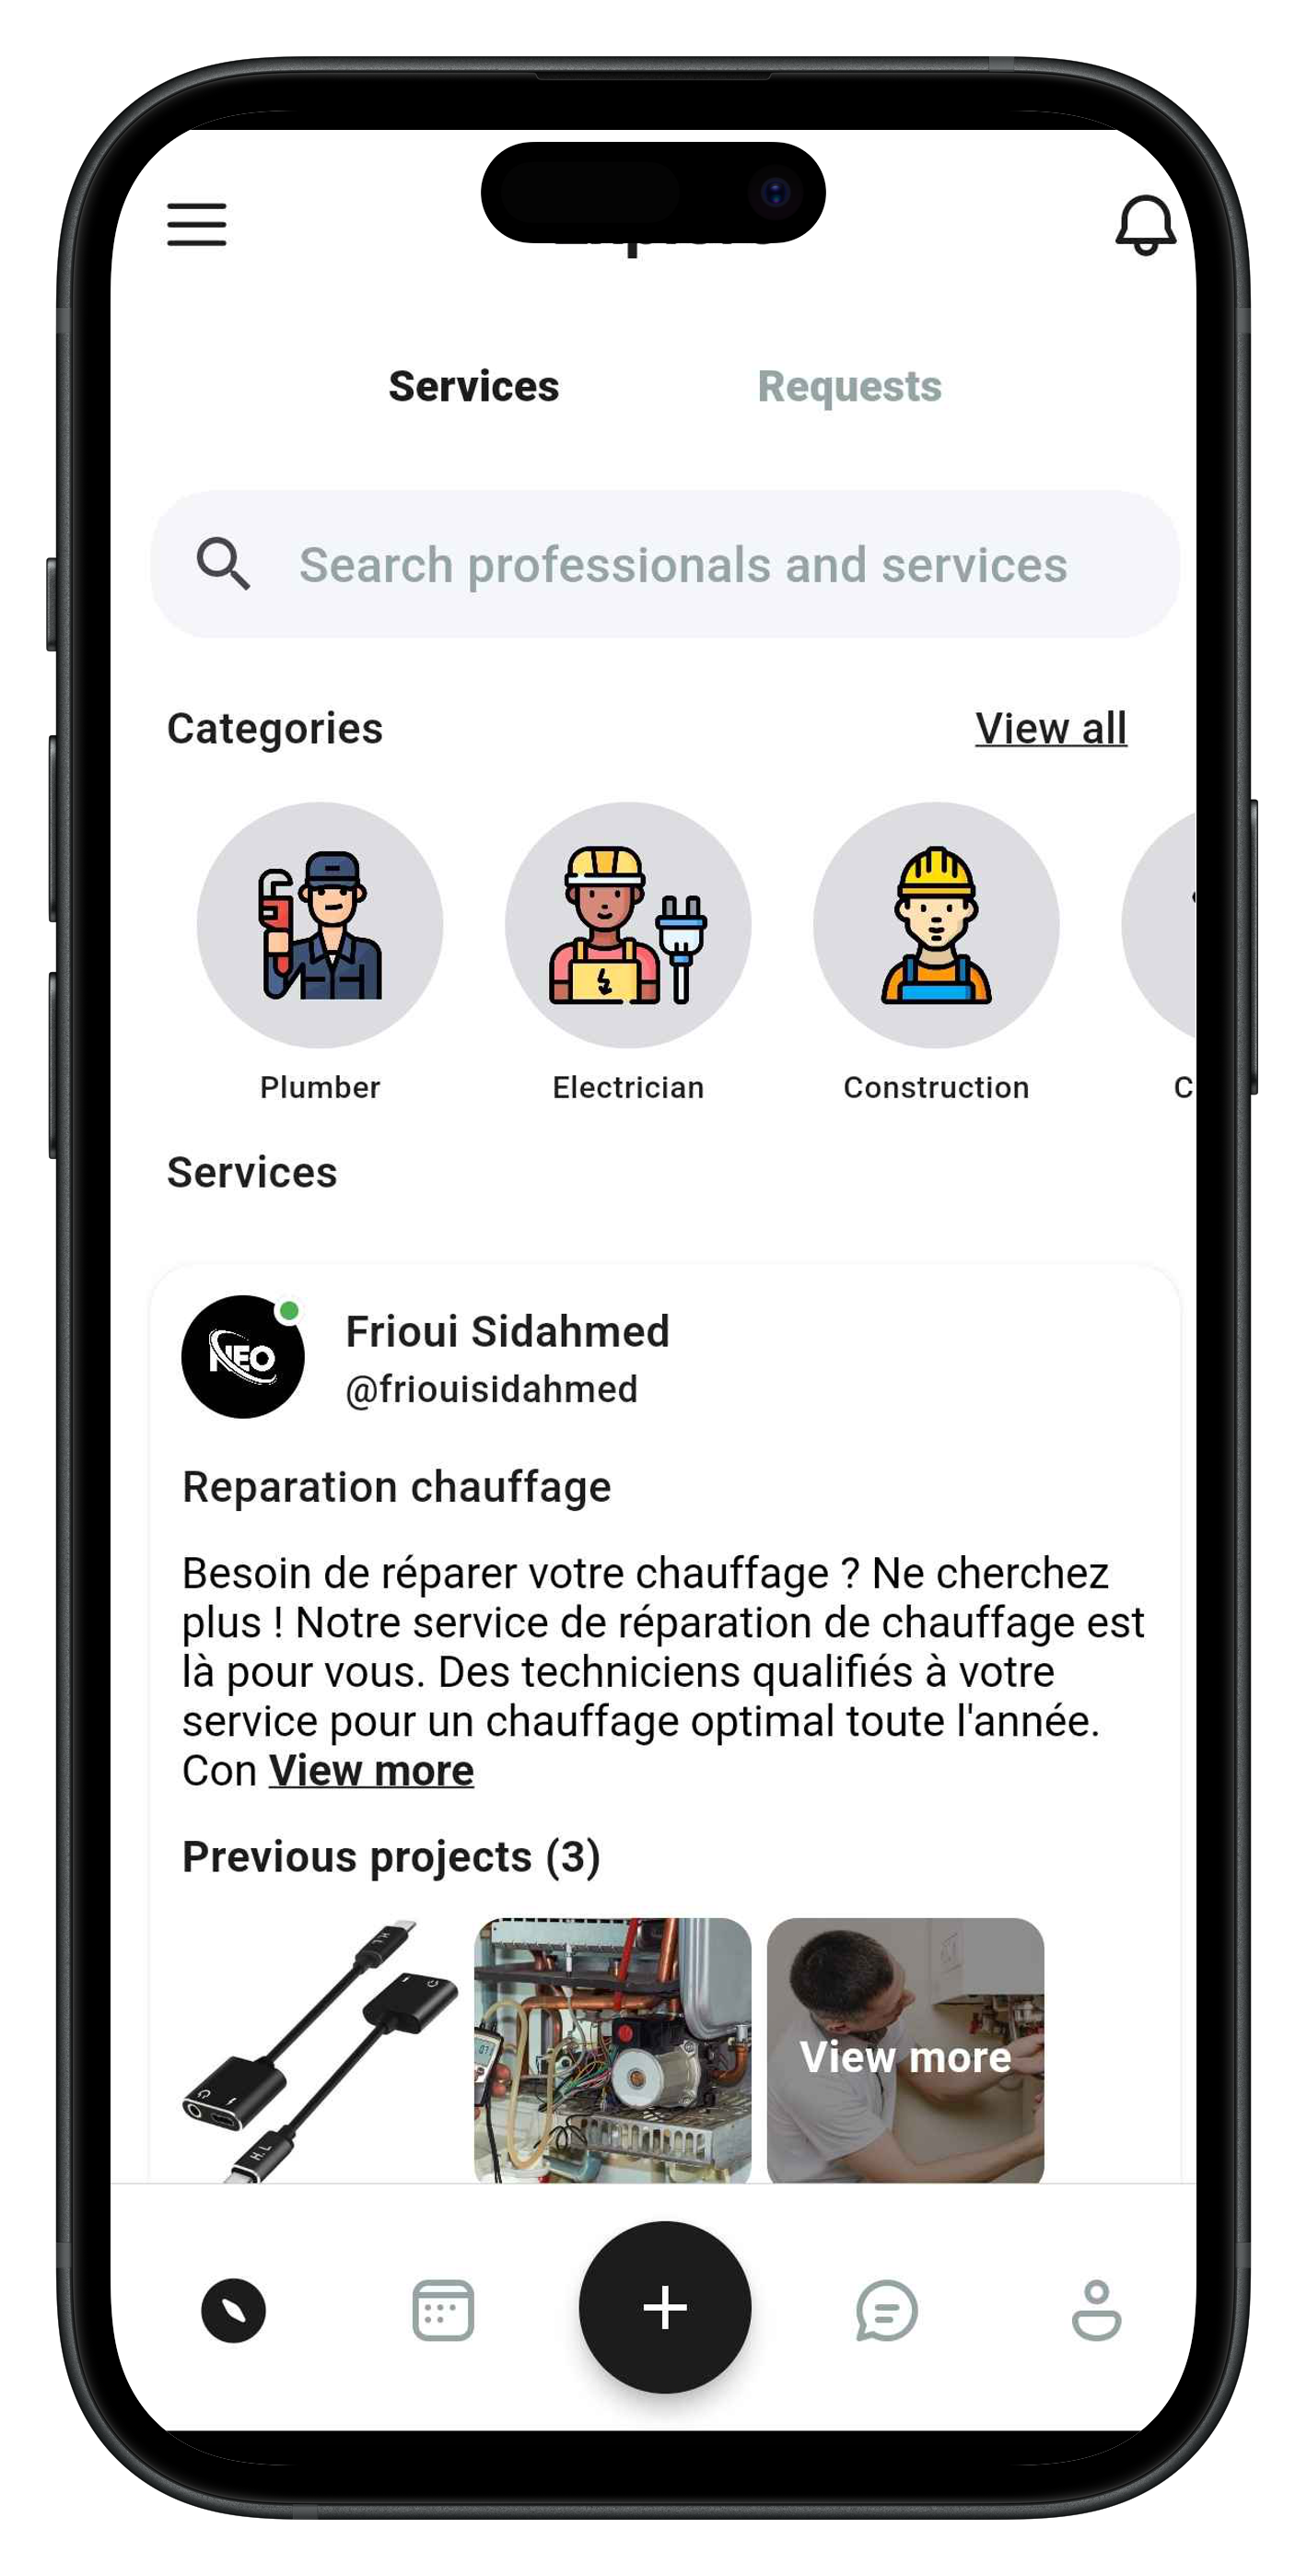 Services
Requests
Search professionals and services
Categories
View all
Plumber
Electrician
Construction
C
Services
NEO
Frioui Sidahmed
@friouisidahmed
Reparation chauffage
Besoin de réparer votre chauffage ? Ne cherchez
plus ! Notre service de réparation de chauffage est
là pour vous. Des techniciens qualifiés à votre
service pour un chauffage optimal toute l'année.
Con View more
Previous projects (3)
H.L
H.L
View more